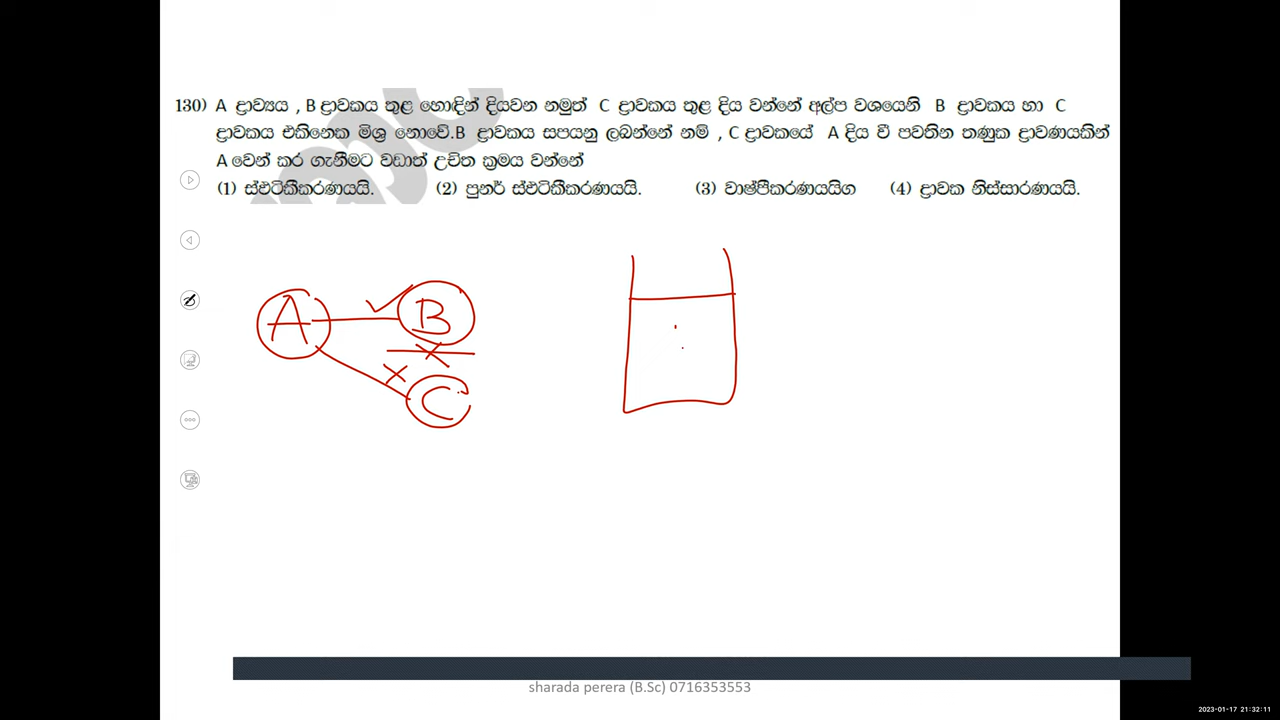 130) A ද්‍රාව්‍යය , B ද්‍රාවකය තුළ හොඳින් දියවන නමුත් C ද්‍රාවකය තුළ දිය වන්නේ අල්ප වශයෙනි B ද්‍රාවකය හා C
ද්‍රාවකය එකිනෙක මිශ්‍ර නොවේ.B ද්‍රාවකය සපයනු ලබන්නේ නම් , C ද්‍රාවකයේ A දිය වී පවතින තණුක ද්‍රාවණයකින්
A වෙන් කර ගැනීමට වඩාත් උචිත ක්‍රමය වන්නේ
(1) ස්ඵටිකීකරණයයි. (2) පුනර් ස්ඵටිකීකරණයයි. (3) වාෂ්පීකරණයයිග (4) ද්‍රාවක නිස්සාරණයයි.
A B
C
sharada perera (B.Sc) 0716353553
2023-01-17 21:32:11